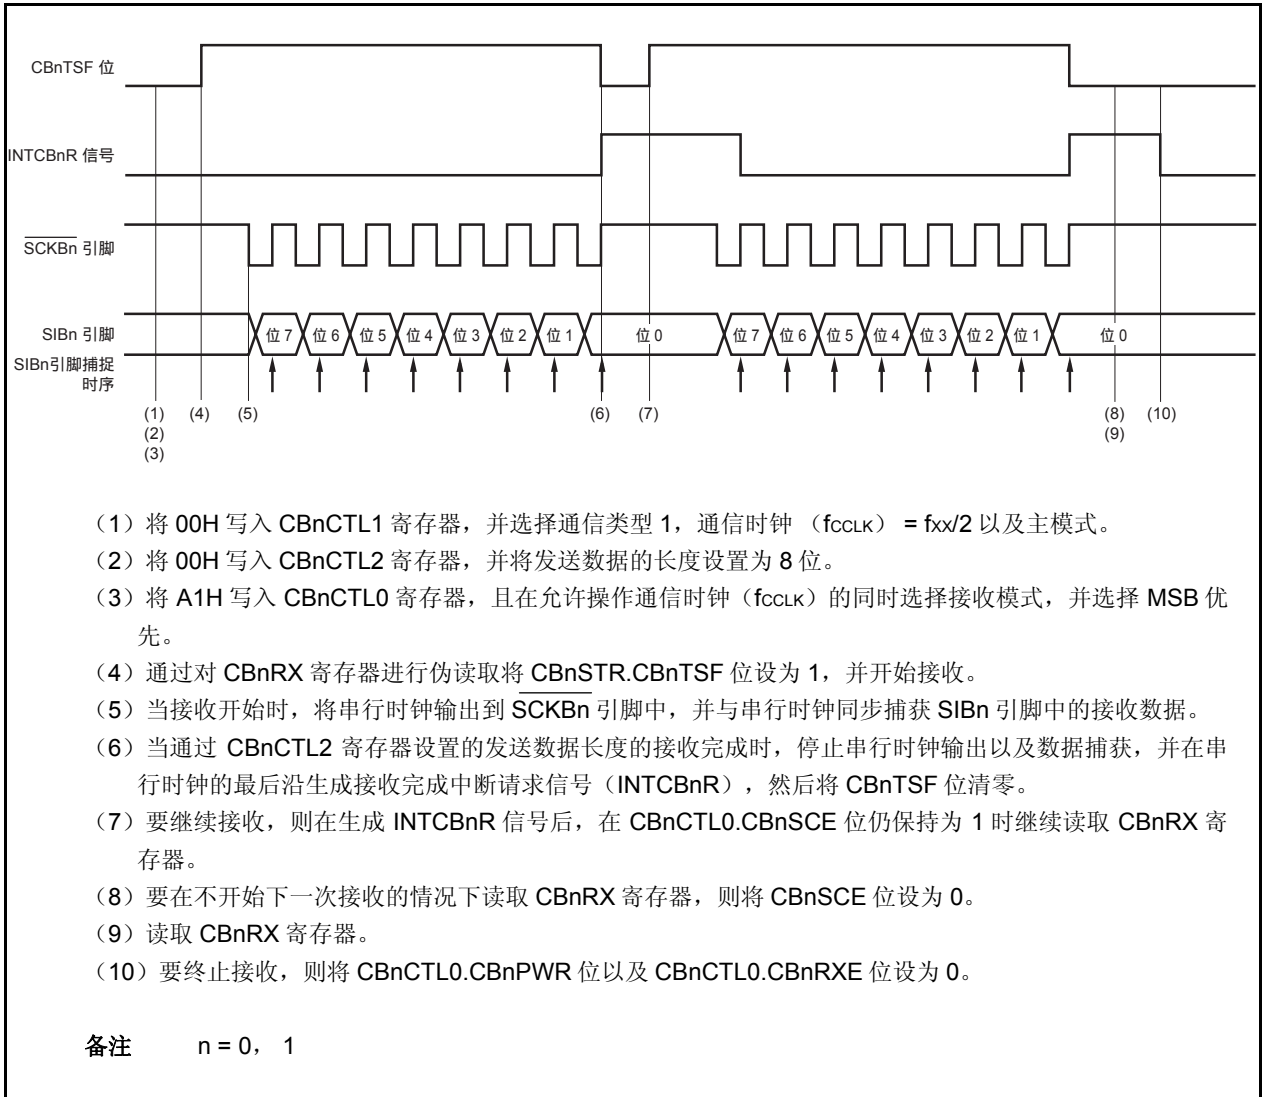 CBnTSF 位
INTCBnR 信号
SCKBn 引脚
SIBn 引脚
位 7 位 6 位 5 位 4 位 3 位 2 位 1 位 0 位 7 位 6 位 5 位 4 位 3 位 2 位 1 位 0
SIBn引脚捕捉
时序
(1) (4) (5) (6) (7) (8) (10)
(2) (9)
(3)
（1）将 00H 写入 CBnCTL1 寄存器，并选择通信类型 1，通信时钟 （fCCLK） = fxx/2 以及主模式。
（2）将 00H 写入 CBnCTL2 寄存器，并将发送数据的长度设置为 8 位。
（3）将 A1H 写入 CBnCTL0 寄存器，且在允许操作通信时钟（fCCLK）的同时选择接收模式，并选择 MSB 优
先。
（4）通过对 CBnRX 寄存器进行伪读取将 CBnSTR.CBnTSF 位设为 1，并开始接收。
（5）当接收开始时，将串行时钟输出到 SCKBn 引脚中，并与串行时钟同步捕获 SIBn 引脚中的接收数据。
（6）当通过 CBnCTL2 寄存器设置的发送数据长度的接收完成时，停止串行时钟输出以及数据捕获，并在串
行时钟的最后沿生成接收完成中断请求信号（INTCBnR），然后将 CBnTSF 位清零。
（7）要继续接收，则在生成 INTCBnR 信号后，在 CBnCTL0.CBnSCE 位仍保持为 1 时继续读取 CBnRX 寄
存器。
（8）要在不开始下一次接收的情况下读取 CBnRX 寄存器，则将 CBnSCE 位设为 0。
（9）读取 CBnRX 寄存器。
（10）要终止接收，则将 CBnCTL0.CBnPWR 位以及 CBnCTL0.CBnRXE 位设为 0。
备注 n = 0， 1